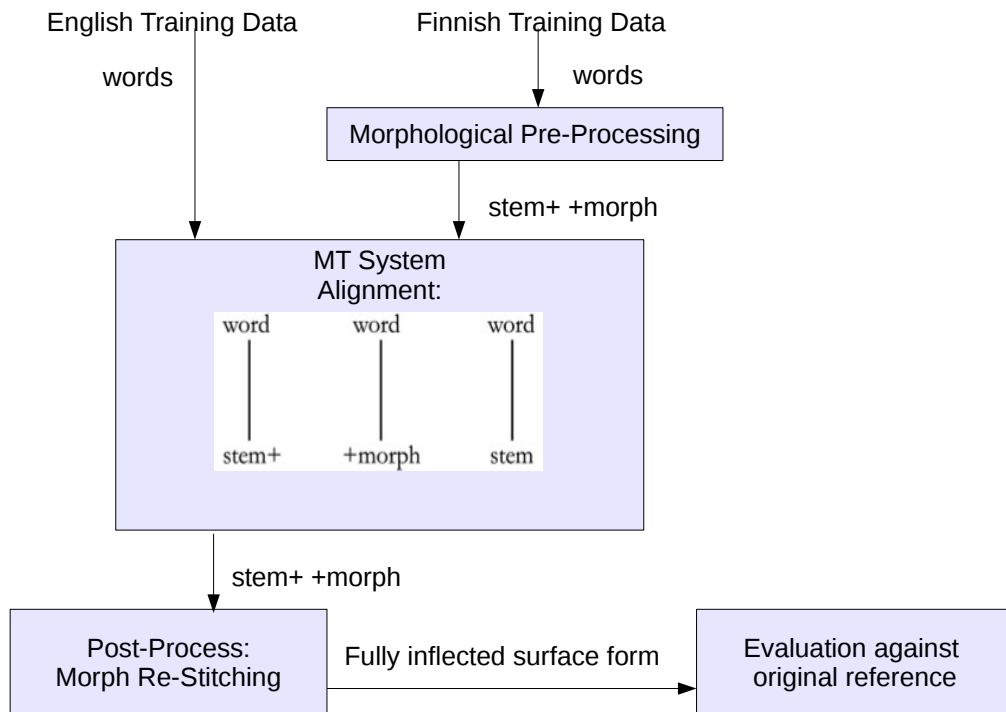 English Training Data
Finnish Training Data
words
words
Morphological Pre-Processing
stem+ +morph
MT System
Alignment:
word word word
stem+ +morph stem
stem+ +morph
Post-Process:
Morph Re-Stitching
Fully inflected surface form
Evaluation against
original reference